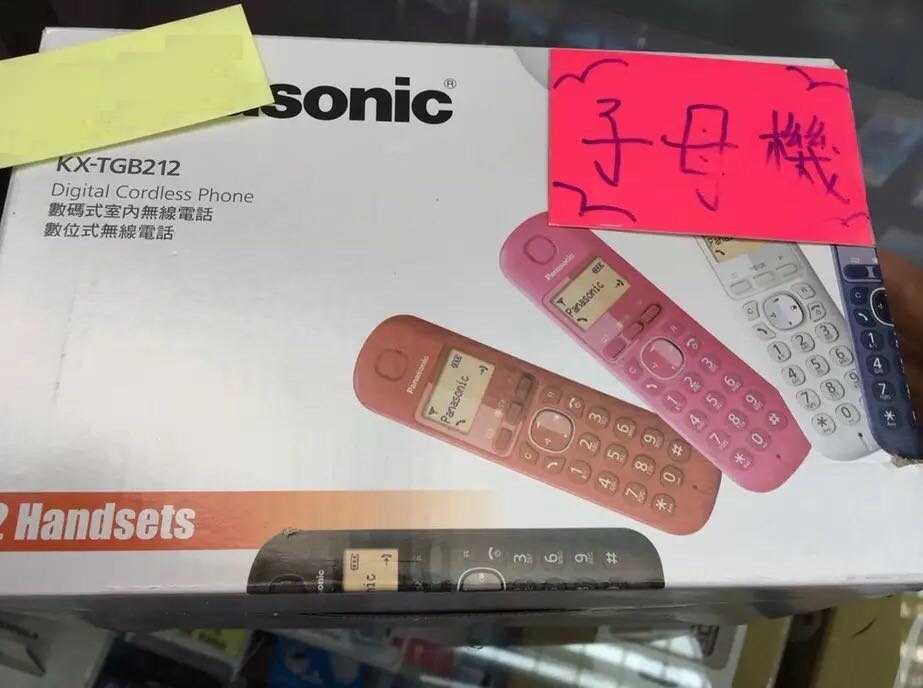 sonic®
子母機
KX-TGB212
Digital Cordless Phone
數碼式室內無線電話
數位式無線電話
Panasonic
Panasonic
Panasonic
Panasonic
2 Handsets